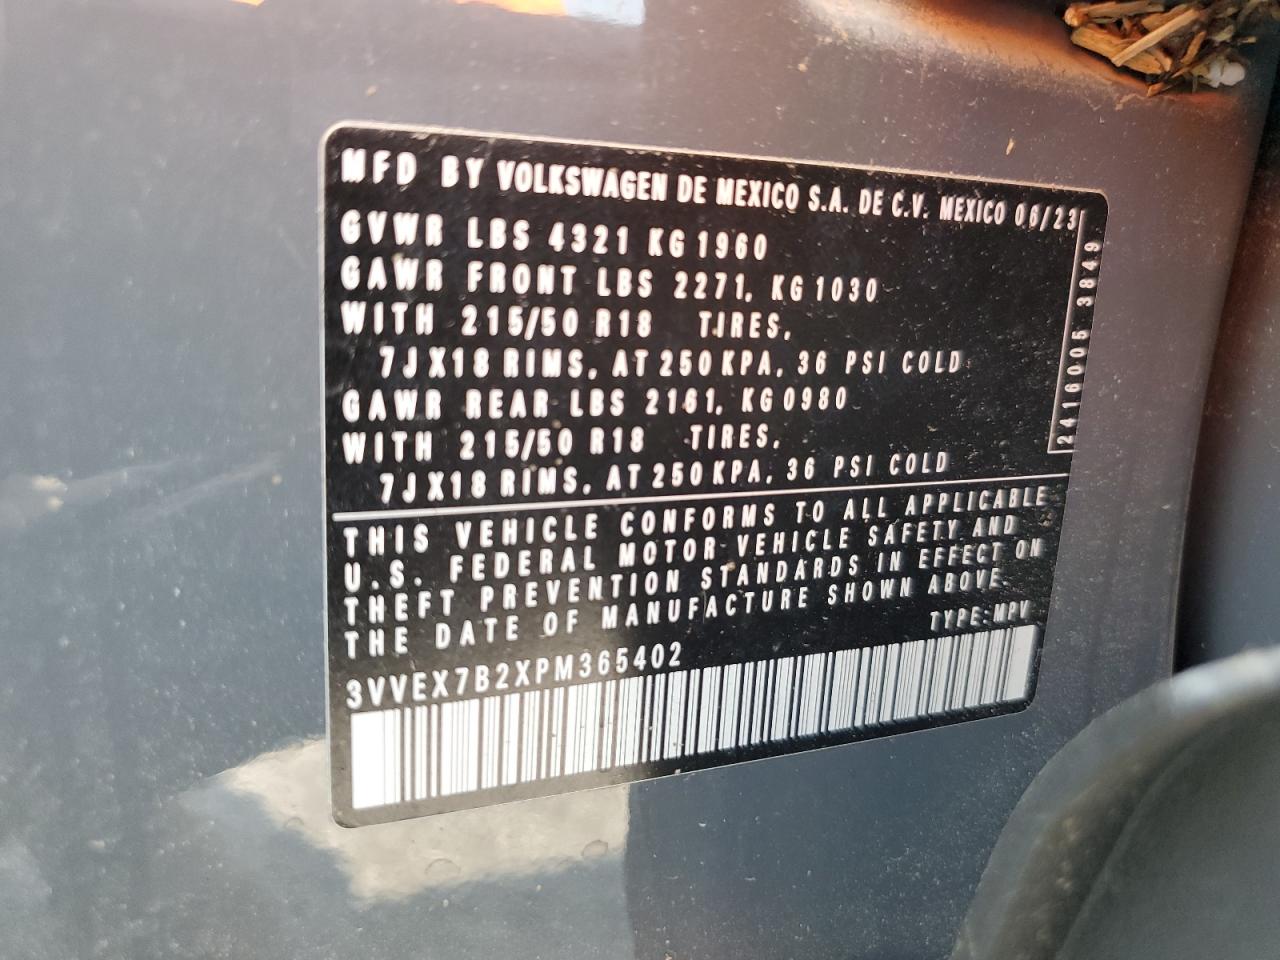 MFD BY VOLKSWAGEN DE MEXICO S.A. DE C.V. MEXICO 06/23
GVWR LBS 4321 KG 1960
GAWR FRONT LBS 2271, KG 1030
WITH 215/50 R18 TIRES,
7J X18 RIMS, AT 250 KPA, 36 PSI COLD
GAWR REAR LBS 2161, KG 0980
WITH 215/50 R18 TIRES,
7J X18 RIMS, AT 250 KPA, 36 PSI COLD
2416005 3849
THIS VEHICLE CONFORMS TO ALL APPLICABLE
U.S. FEDERAL MOTOR VEHICLE SAFETY AND
THEFT PREVENTION STANDARDS IN EFFECT ON
THE DATE OF MANUFACTURE SHOWN ABOVE.
TYPE:MPV
3VVEX7B2XPM365402